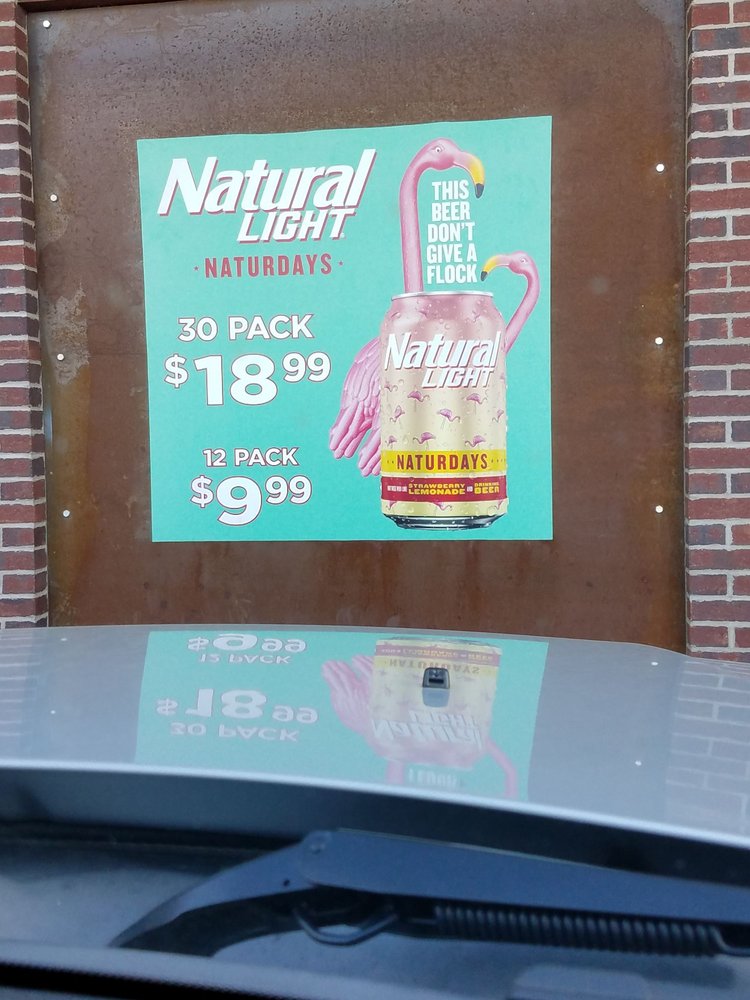 Natural
LIGHT
NATURDAYS
30 PACK
$18.99
12 PACK
$9.99
THIS
BEER
DON'T
GIVE A
FLOCK
Natural
LIGHT
NATURDAYS
STRAWBERRY
LEMONADE
BEER